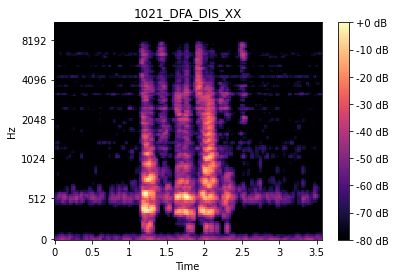 1021_DFA_DIS_XX
8192
4096
2048
1024
512
0
Hz
0 0.5 1 1.5 2 2.5 3 3.5
Time
+0 dB
-10 dB
-20 dB
-30 dB
-40 dB
-50 dB
-60 dB
-70 dB
-80 dB